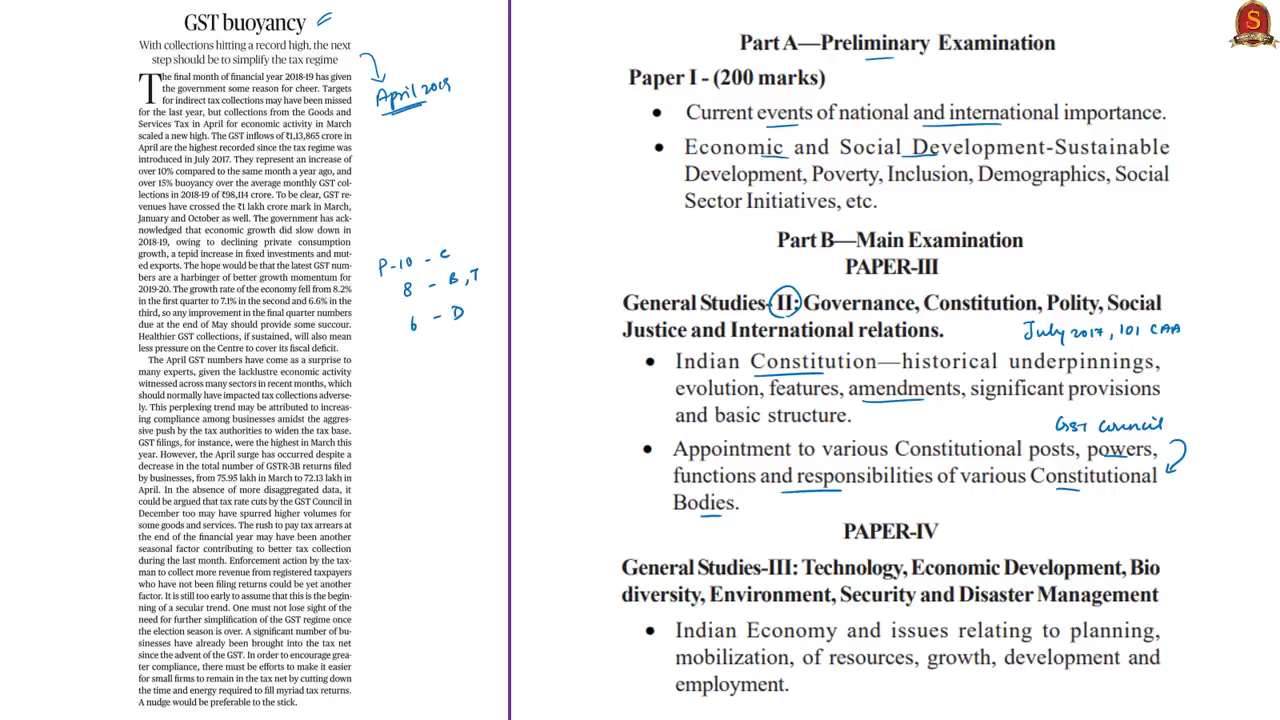 GST buoyancy
With collections hitting a record high, the next
step should be to simplify the tax regime
The final month of financial year 2018-19 has given
the government some reason for cheer. Targets
for indirect tax collections may have been missed
for the last year, but collections from the Goods and
Services Tax in April for economic activity in March
scaled a new high. The GST inflows of ₹1,13,865 crore in
April are the highest recorded since the tax regime was
introduced in July 2017. They represent an increase of
over 10% compared to the same month a year ago, and
over 15% buoyancy over the average monthly GST col-
lections in 2018-19 of ₹98,114 crore. To be clear, GST re-
venues have crossed the ₹1 lakh crore mark in March,
January and October as well. The government has ack-
nowledged that economic growth did slow down in
2018-19, owing to declining private consumption
growth, a tepid increase in fixed investments and mut-
ed exports. The hope would be that the latest GST num-
bers are a harbinger of better growth momentum for
2019-20. The growth rate of the economy fell from 8.2%
in the first quarter to 7.1% in the second and 6.6% in the
third, so any improvement in the final quarter numbers
due at the end of May should provide some succour.
Healthier GST collections, if sustained, will also mean
less pressure on the Centre to cover its fiscal deficit.
The April GST numbers have come as a surprise to
many experts, given the lacklustre economic activity
witnessed across many sectors in recent months, which
should normally have impacted tax collections adverse-
ly. This perplexing trend may be attributed to increas-
ing compliance among businesses amidst the aggres-
sive push by the tax authorities to widen the tax base.
GST filings, for instance, were the highest in March this
year. However, the April surge has occurred despite a
decrease in the total number of GSTR-3B returns filed
by businesses, from 75.95 lakh in March to 72.13 lakh in
April. In the absence of more disaggregated data, it
could be argued that tax rate cuts by the GST Council in
December too may have spurred higher volumes for
some goods and services. The rush to pay tax arrears at
the end of the financial year may have been another
seasonal factor contributing to better tax collection
during the last month. Enforcement action by the tax-
man to collect more revenue from registered taxpayers
who have not been filing returns could be yet another
factor. It is still too early to assume that this is the begin-
ning of a secular trend. One must not lose sight of the
need for further simplification of the GST regime once
the election season is over. A significant number of bu-
sinesses have already been brought into the tax net
since the advent of the GST. In order to encourage grea-
ter compliance, there must be efforts to make it easier
for small firms to remain in the tax net by cutting down
the time and energy required to fill myriad tax returns.
A nudge would be preferable to the stick.
April 2019
P-10 - C
8 - B, T
6 - D
Part A—Preliminary Examination
Paper I - (200 marks)
• Current events of national and international importance.
• Economic and Social Development-Sustainable
Development, Poverty, Inclusion, Demographics, Social
Sector Initiatives, etc.
Part B—Main Examination
PAPER-III
General Studies-II: Governance, Constitution, Polity, Social
Justice and International relations.
July 2017, 101 CAA
• Indian Constitution—historical underpinnings,
evolution, features, amendments, significant provisions
and basic structure.
GST Council
• Appointment to various Constitutional posts, powers,
functions and responsibilities of various Constitutional
Bodies.
PAPER-IV
General Studies-III: Technology, Economic Development, Bio
diversity, Environment, Security and Disaster Management
• Indian Economy and issues relating to planning,
mobilization, of resources, growth, development and
employment.
S